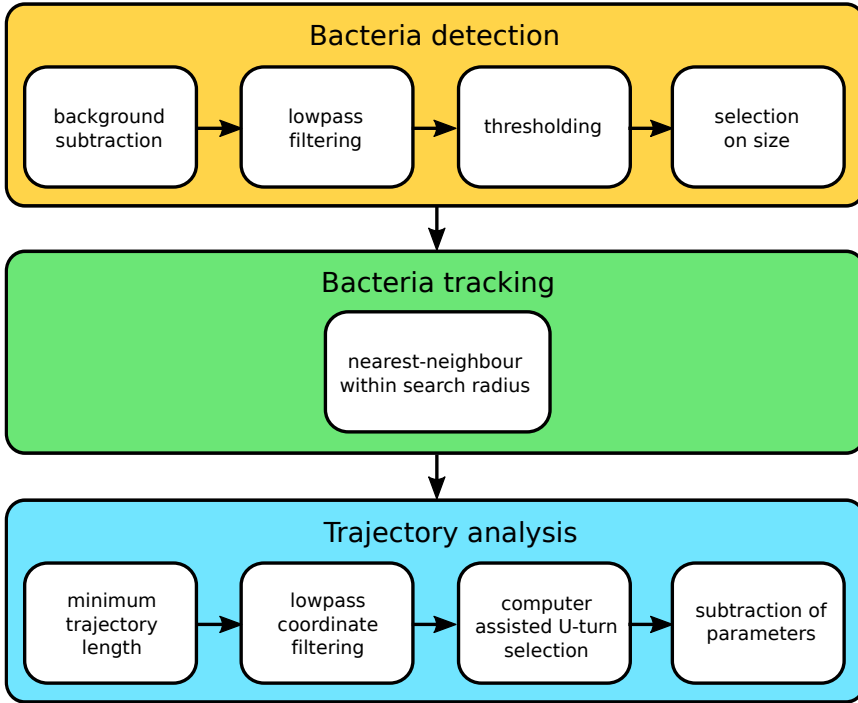 Bacteria detection
background
subtraction
lowpass
filtering
thresholding
selection
on size
Bacteria tracking
nearest-neighbour
within search radius
Trajectory analysis
minimum
trajectory
length
lowpass
coordinate
filtering
computer
assisted U-turn
selection
subtraction of
parameters